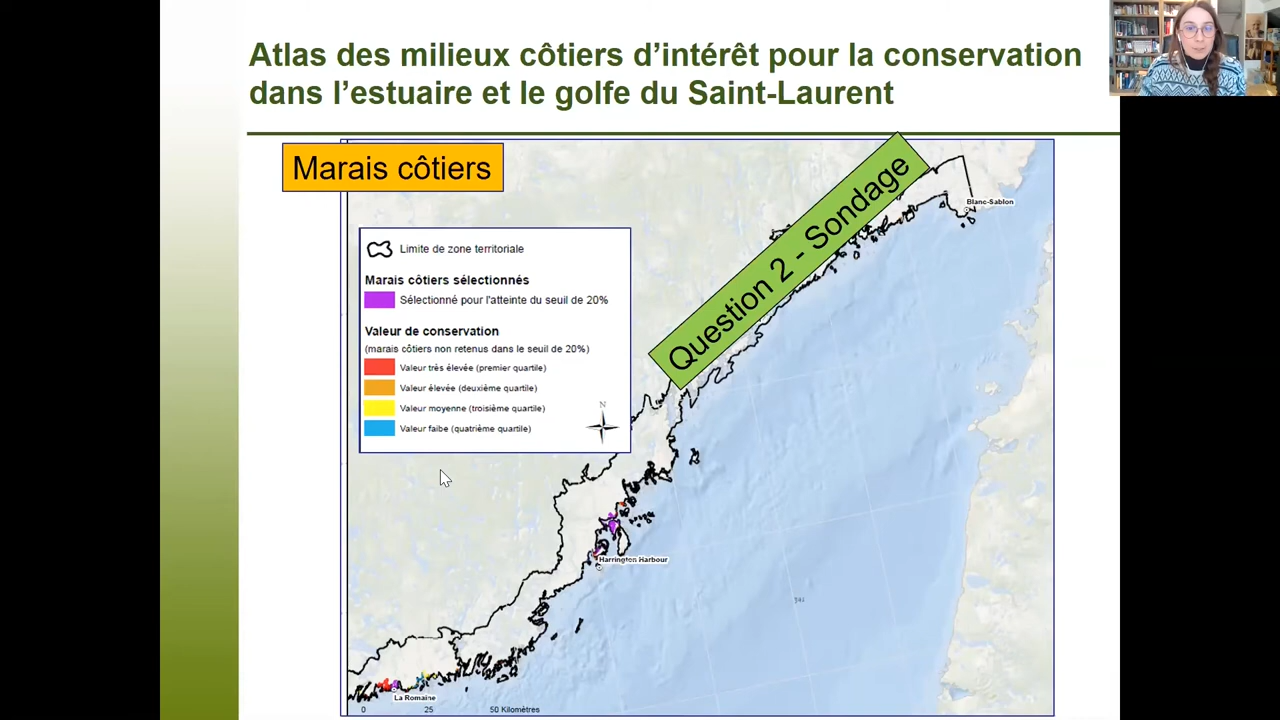 Atlas des milieux côtiers d’intérêt pour la conservation
dans l’estuaire et le golfe du Saint-Laurent
Marais côtiers
Question 2 - Sondage
Blanc-Sablon
Limite de zone territoriale
Marais côtiers sélectionnés
Sélectionné pour l'atteinte du seuil de 20%
Valeur de conservation
(marais côtiers non retenus dans le seuil de 20%)
Valeur très élevée (premier quartile)
Valeur élevée (deuxième quartile)
Valeur moyenne (troisième quartile)
Valeur faibe (quatrième quartile)
N
Harrington Harbour
La Romaine
0 25 50 Kilomètres